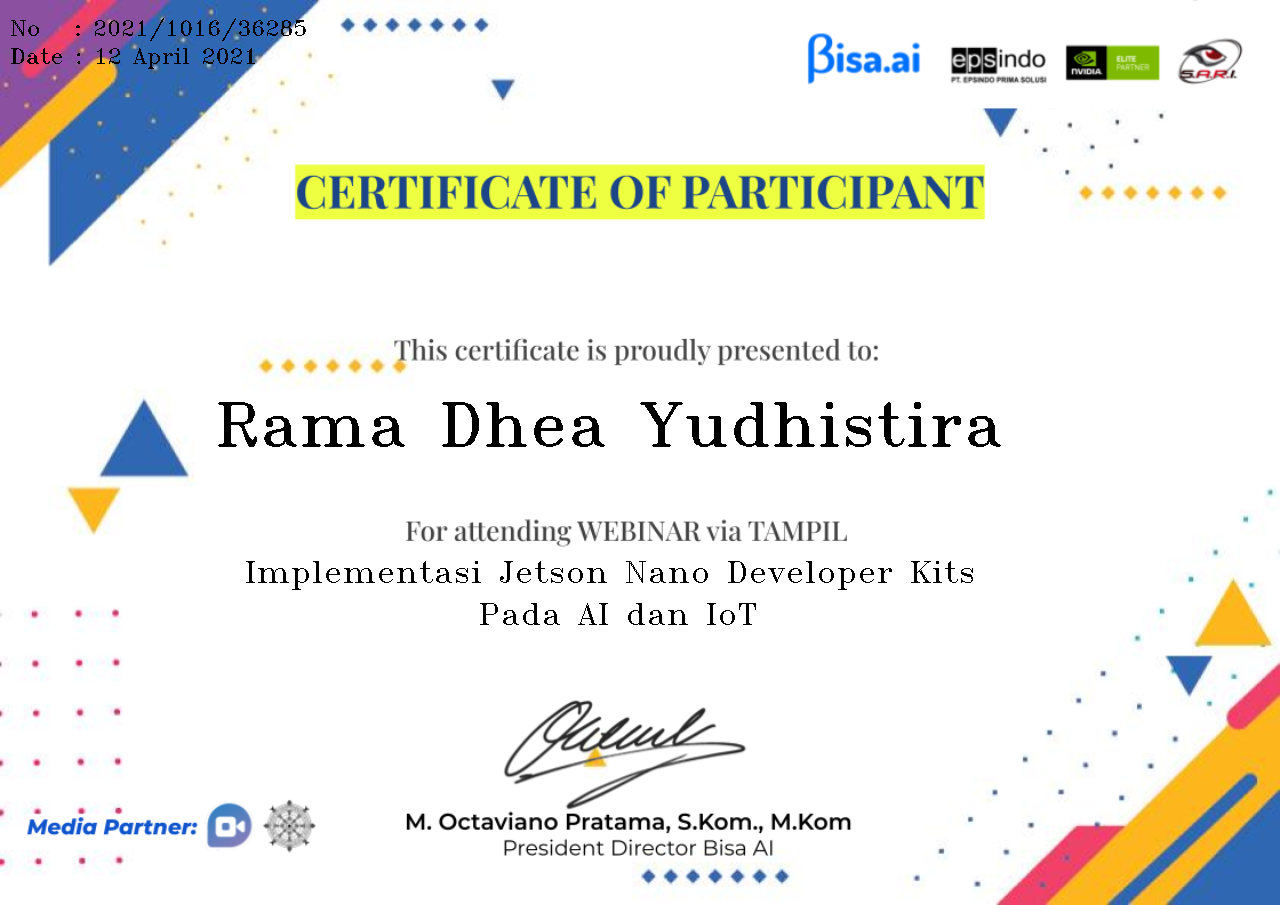 No : 2021/1016/36285
Date : 12 April 2021
Bisa.ai
epsindo
PT. EPSINDO PRIMA SOLUSI
NVIDIA
ELITE PARTNER
S.A.R.I.
CERTIFICATE OF PARTICIPANT
This certificate is proudly presented to:
Rama Dhea Yudhistira
For attending WEBINAR via TAMPIL
Implementasi Jetson Nano Developer Kits
Pada AI dan IoT
Media Partner:
M. Octaviano Pratama, S.Kom., M.Kom
President Director Bisa AI